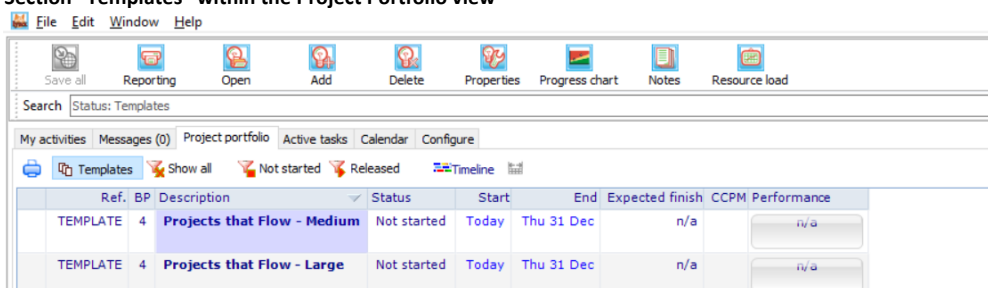 Section "Templates" within the Project Portfolio view
File Edit Window Help
Save all Reporting Open Add Delete Properties Progress chart Notes Resource load
Search Status: Templates
My activities Messages (0) Project portfolio Active tasks Calendar Configure
Templates Show all Not started Released Timeline
Ref. BP Description Status Start End Expected finish CCPM Performance
TEMPLATE 4 Projects that Flow - Medium Not started Today Thu 31 Dec n/a n/a
TEMPLATE 4 Projects that Flow - Large Not started Today Thu 31 Dec n/a n/a